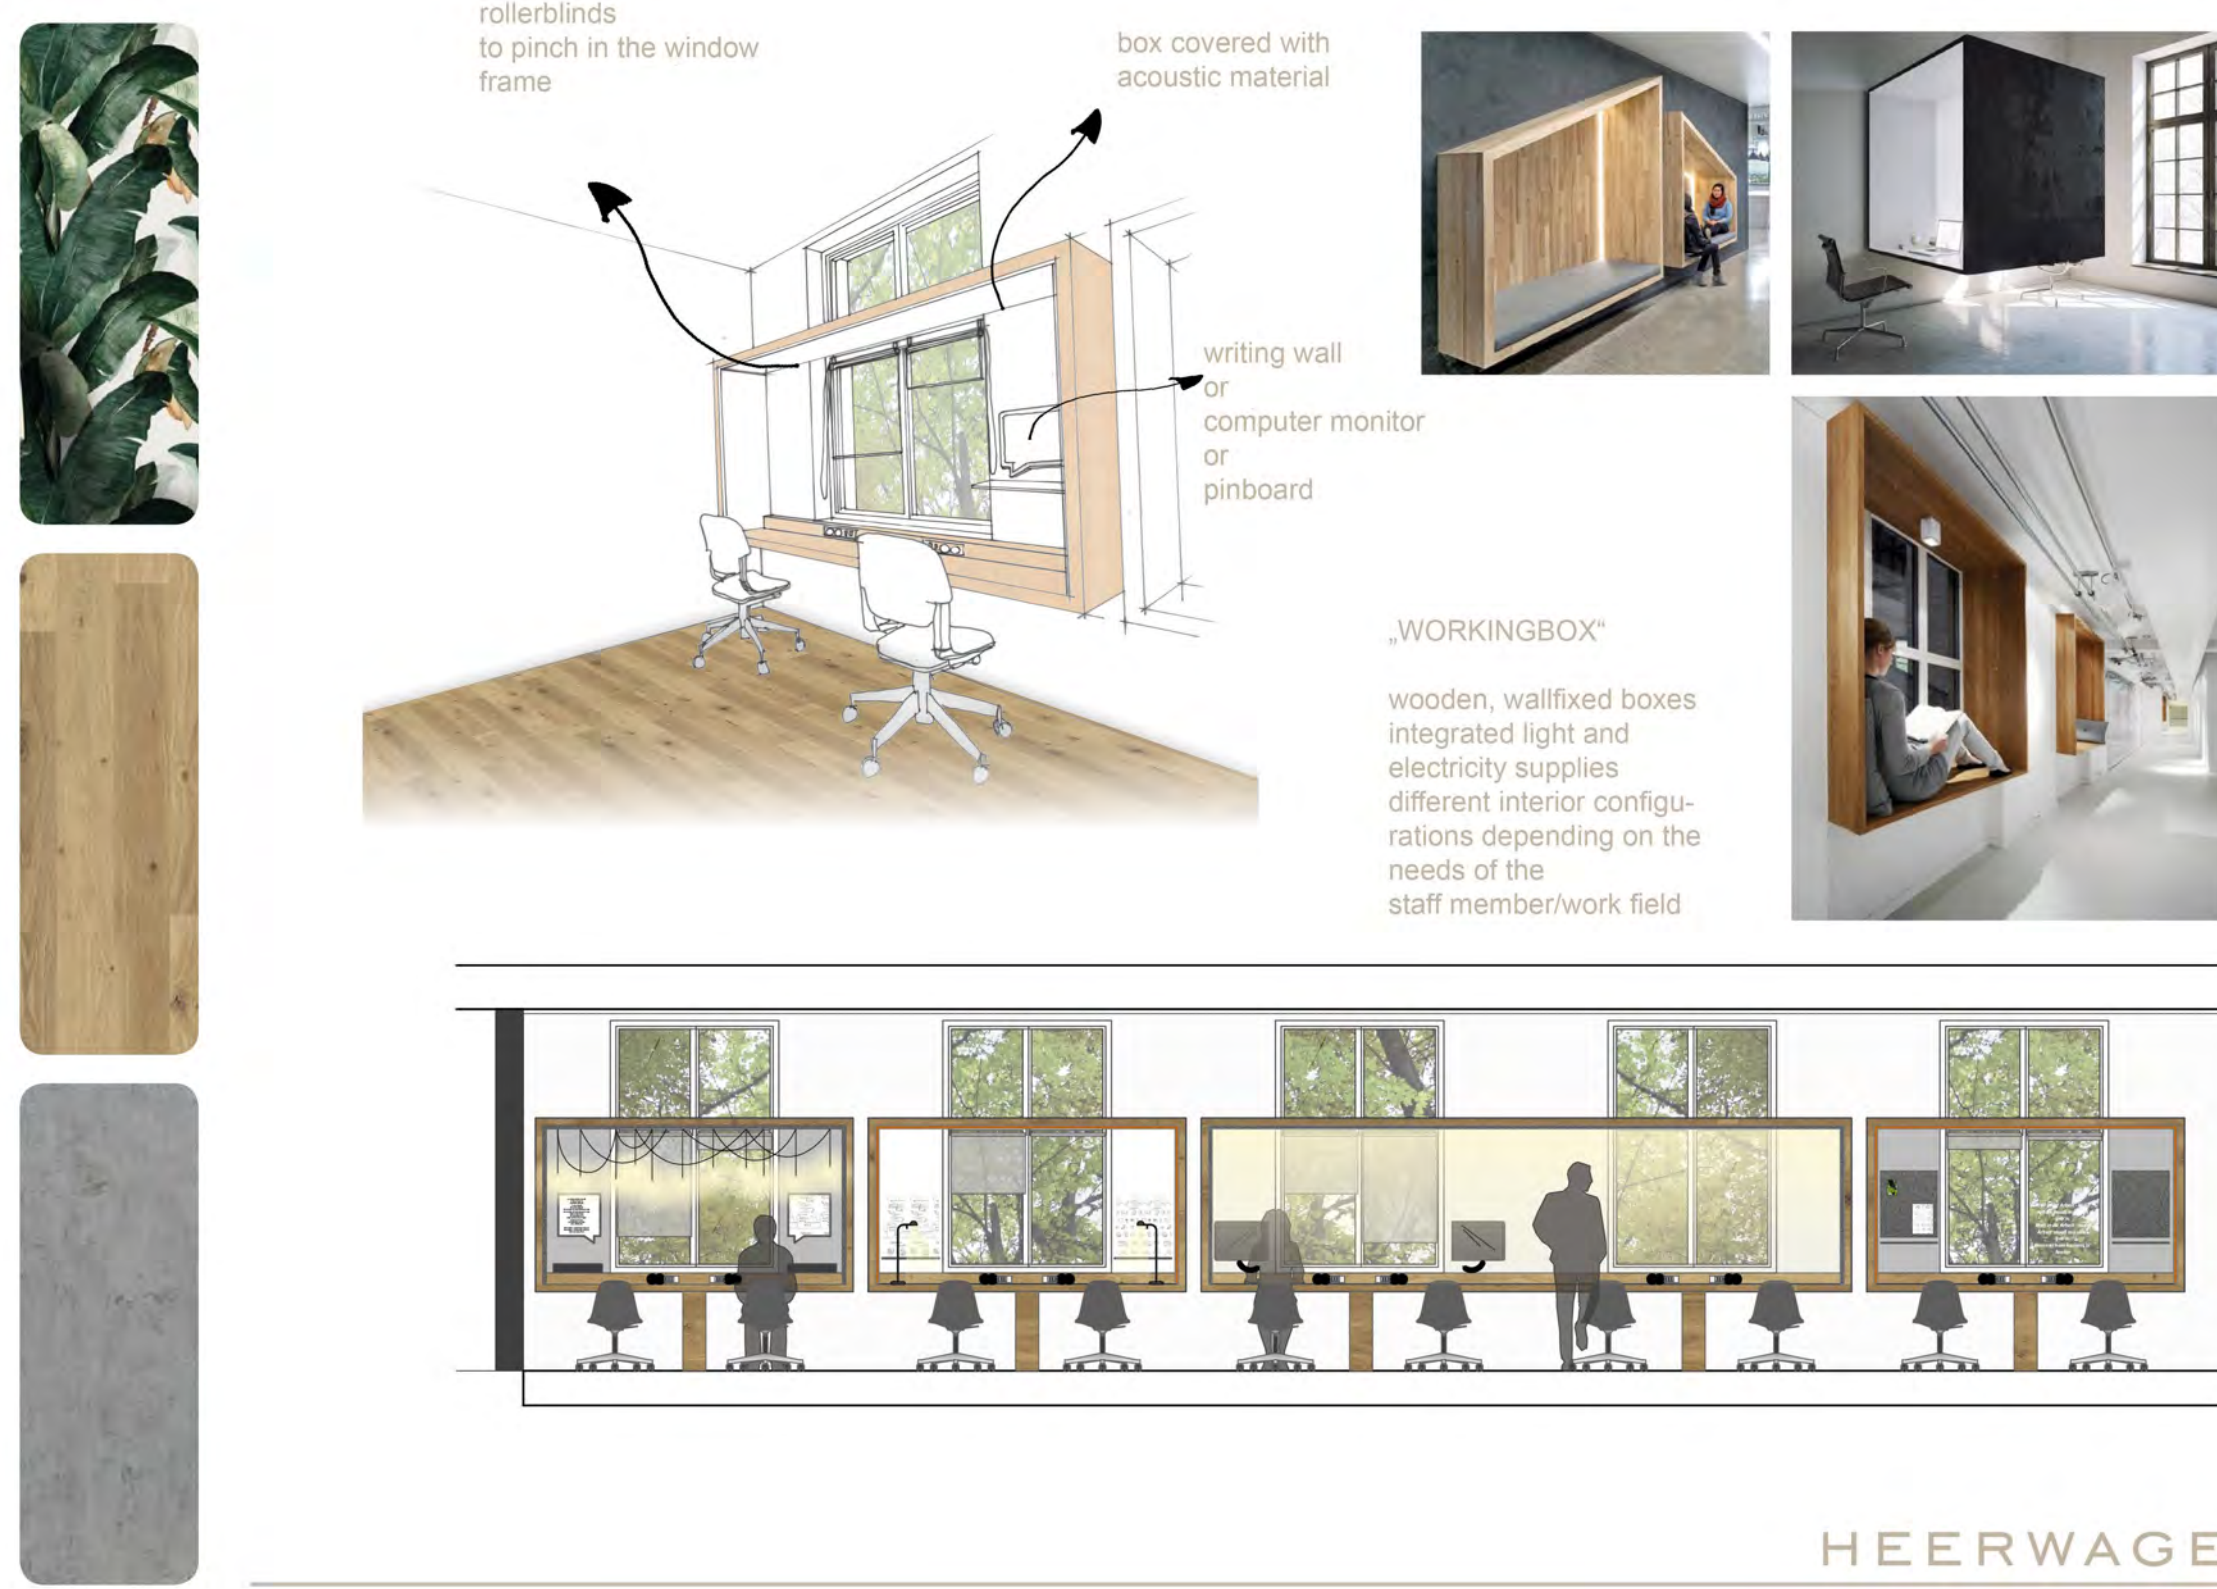 rollerblinds
to pinch in the window
frame
box covered with
acoustic material
writing wall
or
computer monitor
or
pinboard
„WORKINGBOX“
wooden, wallfixed boxes
integrated light and
electricity supplies
different interior configu-
rations depending on the
needs of the
staff member/work field
HEERWAGE